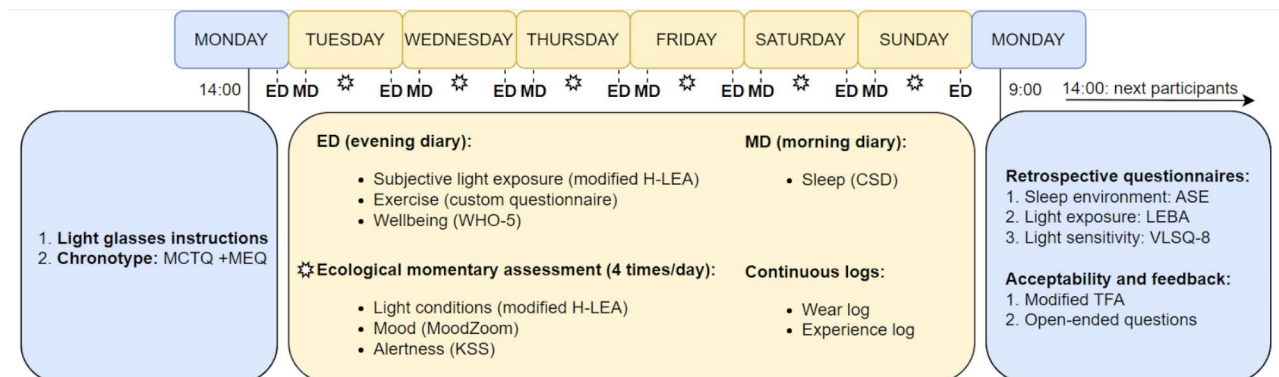 MONDAY TUESDAY WEDNESDAY THURSDAY FRIDAY SATURDAY SUNDAY MONDAY
14:00 ED MD ED MD ED MD ED MD ED MD ED MD ED 9:00 14:00: next participants
1. Light glasses instructions
2. Chronotype: MCTQ +MEQ
ED (evening diary):
• Subjective light exposure (modified H-LEA)
• Exercise (custom questionnaire)
• Wellbeing (WHO-5)
MD (morning diary):
• Sleep (CSD)
Ecological momentary assessment (4 times/day):
• Light conditions (modified H-LEA)
• Mood (MoodZoom)
• Alertness (KSS)
Continuous logs:
• Wear log
• Experience log
Retrospective questionnaires:
1. Sleep environment: ASE
2. Light exposure: LEBA
3. Light sensitivity: VLSQ-8
Acceptability and feedback:
1. Modified TFA
2. Open-ended questions